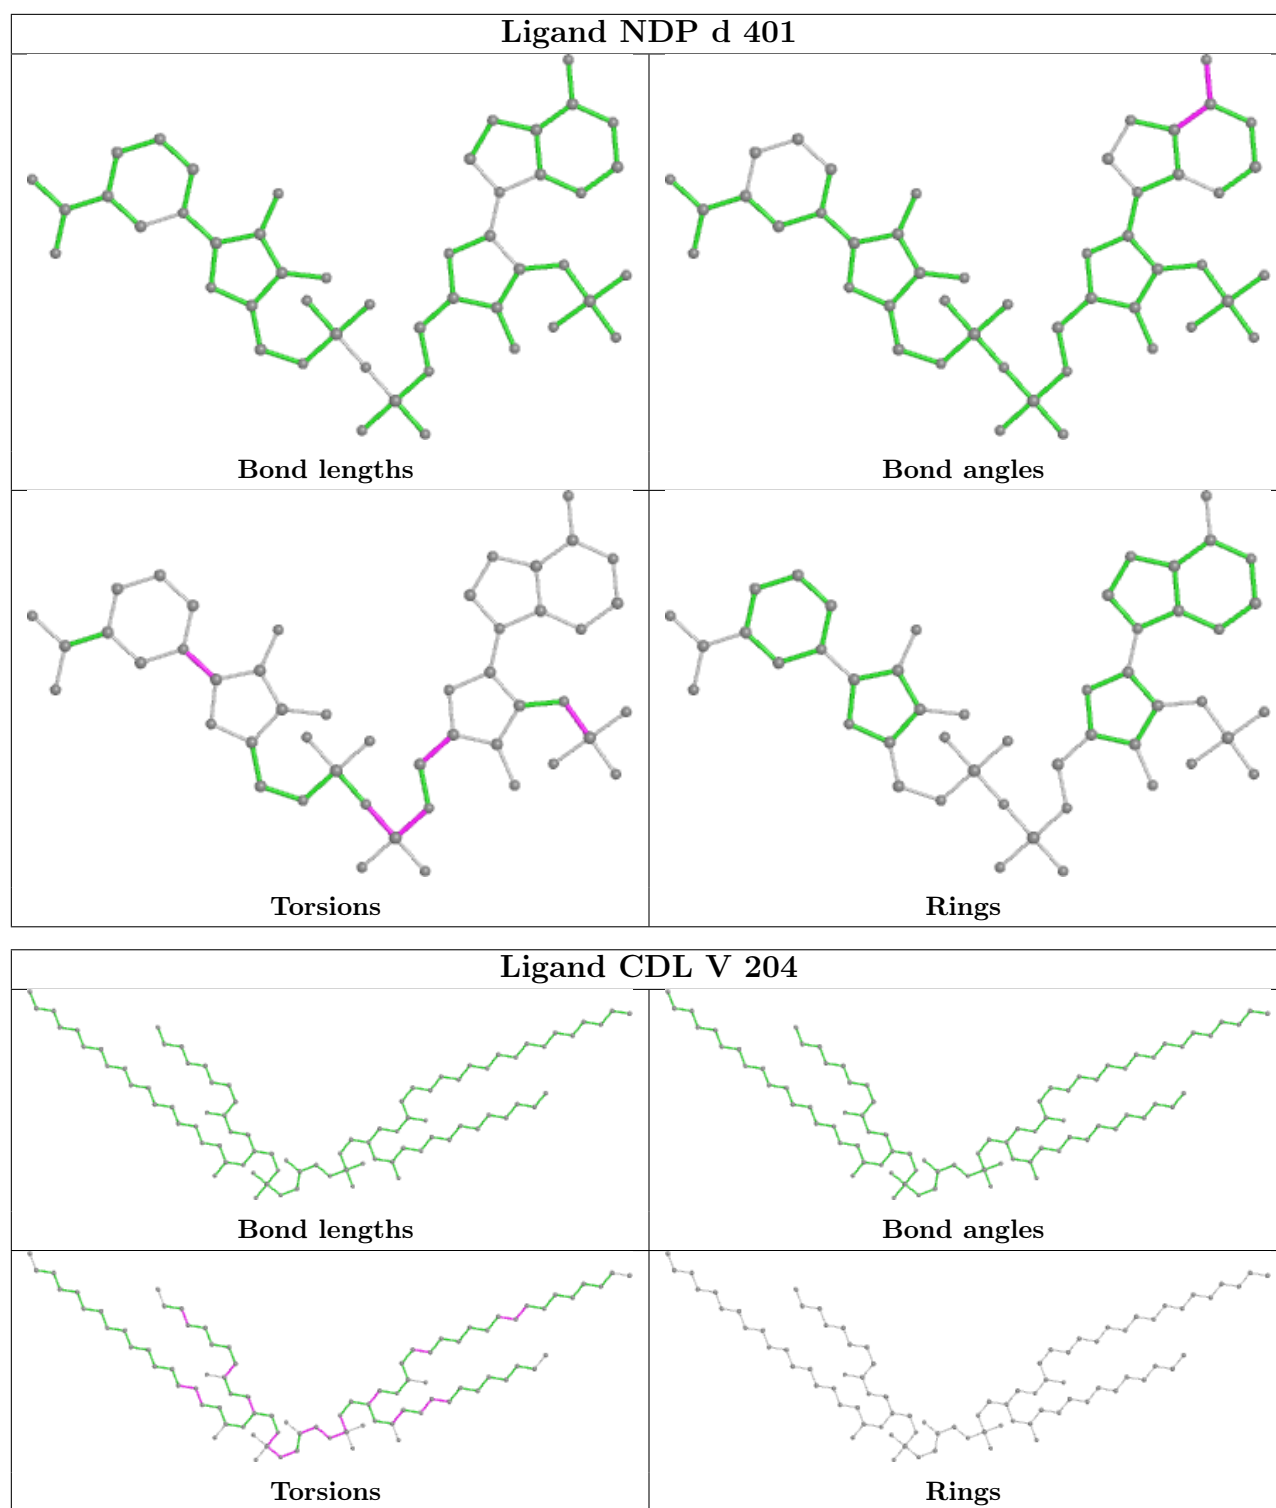 Ligand NDP d 401
Bond lengths
Bond angles
Torsions
Rings
Ligand CDL V 204
Bond lengths
Bond angles
Torsions
Rings